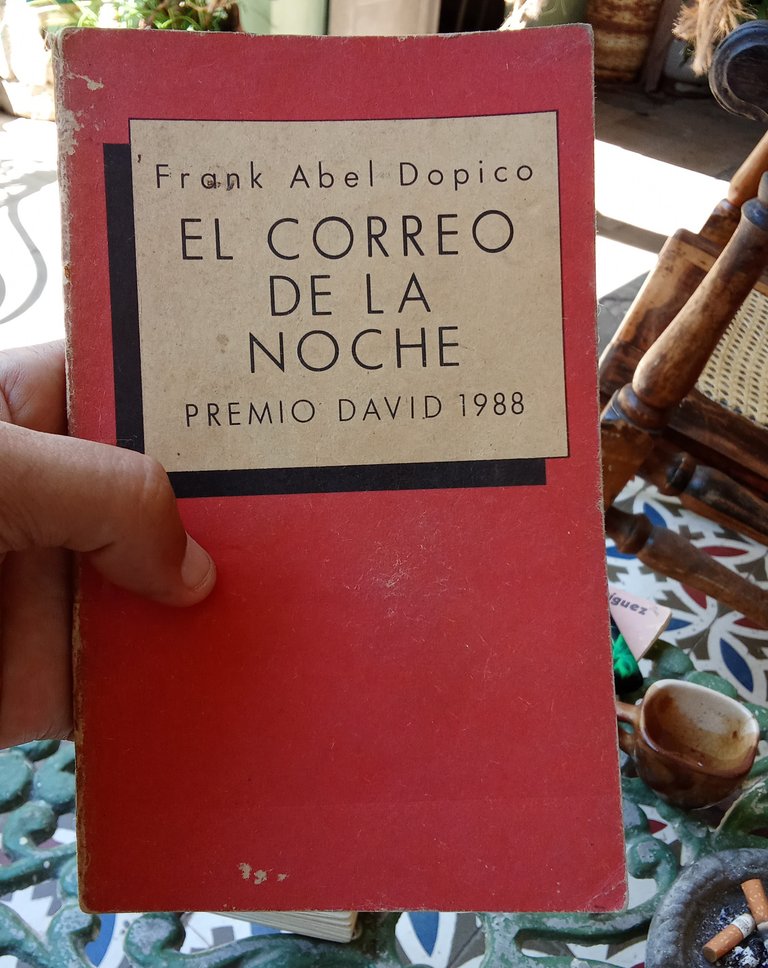 Frank Abel Dopico
EL CORREO
DE LA
NOCHE
PREMIO DAVID 1988